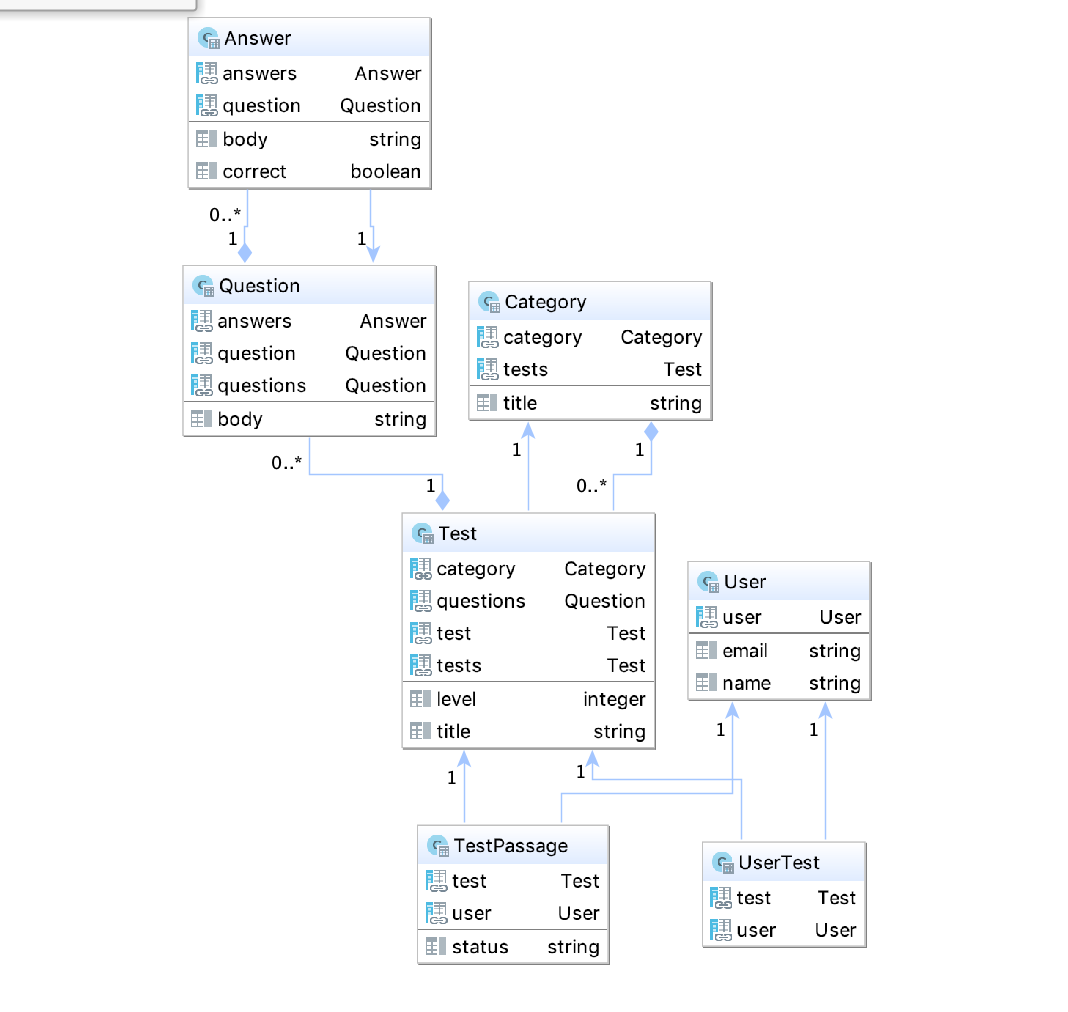 Answer
answers Answer
question Question
body string
correct boolean
0..*
1 1
Question
answers Answer
question Question
questions Question
body string
Category
category Category
tests Test
title string
0..*
1
1 1
0..*
Test
category Category
questions Question
test Test
tests Test
level integer
title string
User
user User
email string
name string
1 1
1 1
TestPassage
test Test
user User
status string
UserTest
test Test
user User